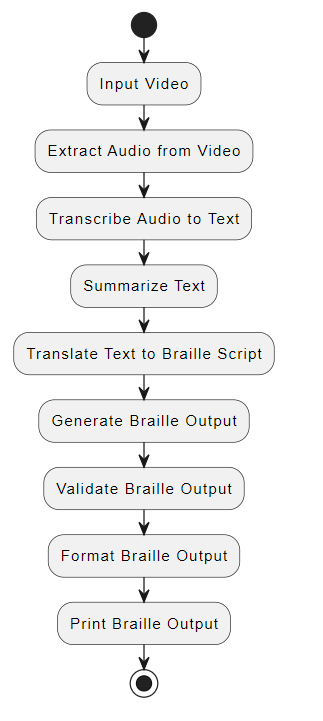 Input Video
Extract Audio from Video
Transcribe Audio to Text
Summarize Text
Translate Text to Braille Script
Generate Braille Output
Validate Braille Output
Format Braille Output
Print Braille Output